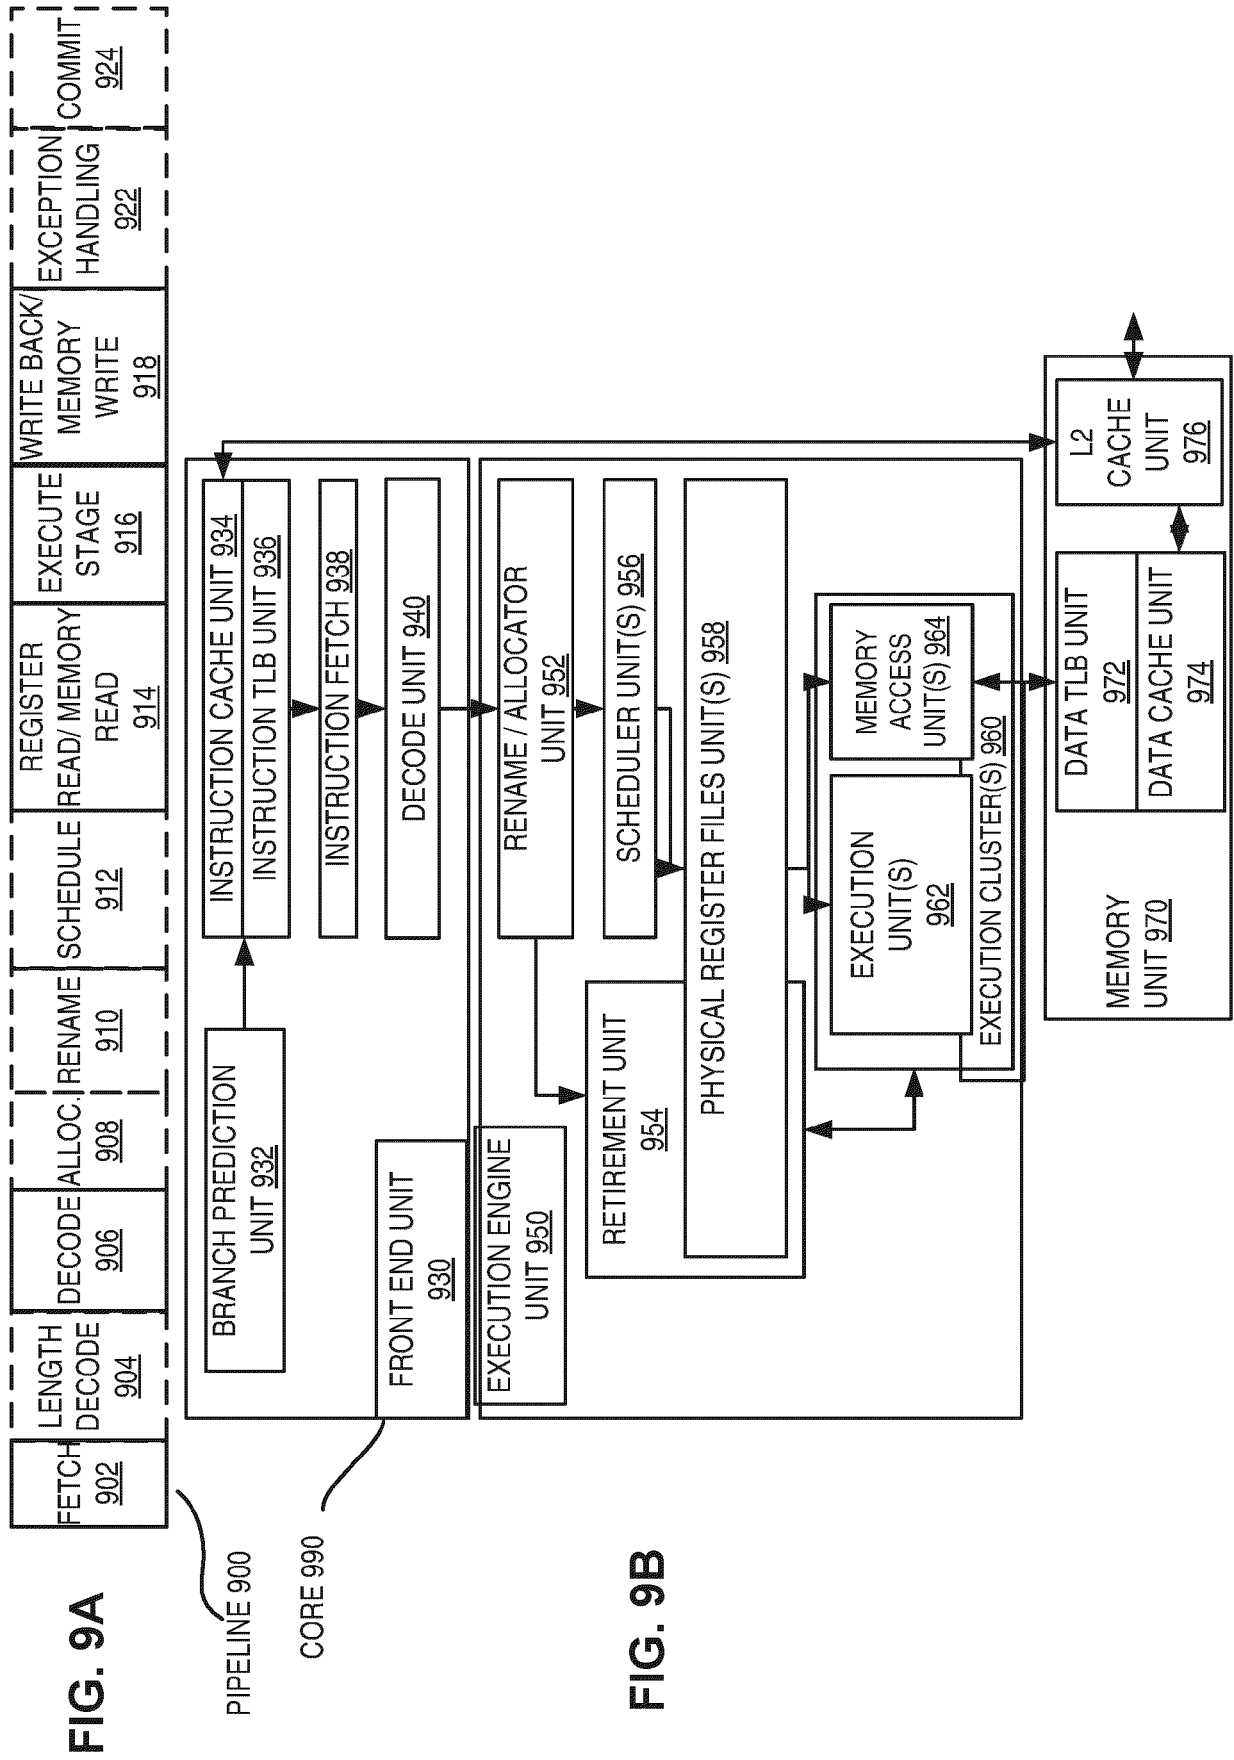 FIG. 9A
PIPELINE 900
FETCH
902
LENGTH
DECODE
904
DECODE
906
ALLOC.
908
RENAME
910
SCHEDULE
912
REGISTER
READ/ MEMORY
READ
914
EXECUTE
STAGE
916
WRITE BACK/
MEMORY
WRITE
918
EXCEPTION
HANDLING
922
COMMIT
924
FIG. 9B
CORE 990
FRONT END UNIT
930
BRANCH PREDICTION
UNIT 932
INSTRUCTION CACHE UNIT 934
INSTRUCTION TLB UNIT 936
INSTRUCTION FETCH 938
DECODE UNIT 940
EXECUTION ENGINE
UNIT 950
RENAME / ALLOCATOR
UNIT 952
RETIREMENT UNIT
954
SCHEDULER UNIT(S) 956
PHYSICAL REGISTER FILES UNIT(S) 958
EXECUTION
UNIT(S)
962
MEMORY
ACCESS
UNIT(S) 964
EXECUTION CLUSTER(S) 960
MEMORY
UNIT 970
DATA TLB UNIT
972
DATA CACHE UNIT
974
L2
CACHE
UNIT
976